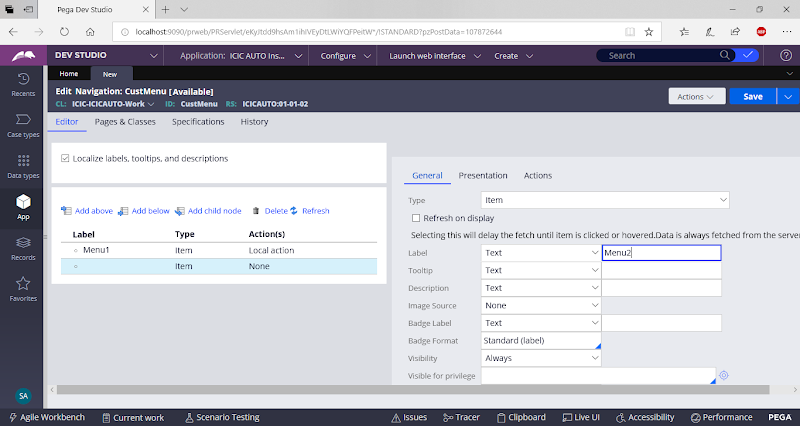 Pega Dev Studio
localhost:9090/prweb/PRServlet/eKyJtdd9hsAm1ihIVEyDtLWiYQFPeitW*/!STANDARD?pzPostData=107872644
DEV STUDIO
Application: ICIC AUTO Ins...
Configure
Launch web interface
Create
Search
Home
New
Recents
Case types
Data types
App
Records
Favorites
SA
Edit Navigation: CustMenu [Available]
CL: ICIC-ICICAUTO-Work ID: CustMenu RS: ICICAUTO:01-01-02
Actions
Save
Editor Pages & Classes Specifications History
Localize labels, tooltips, and descriptions
Add above Add below Add child node Delete Refresh
Label Type Action(s)
Menu1 Item Local action
Item None
General Presentation Actions
Type Item
Refresh on display
Selecting this will delay the fetch until item is clicked or hovered.Data is always fetched from the server
Label Text Menu2
Tooltip Text
Description Text
Image Source None
Badge Label Text
Badge Format Standard (label)
Visibility Always
Visible for privilege
Agile Workbench Current work Scenario Testing Issues Tracer Clipboard Live UI Accessibility Performance PEGA